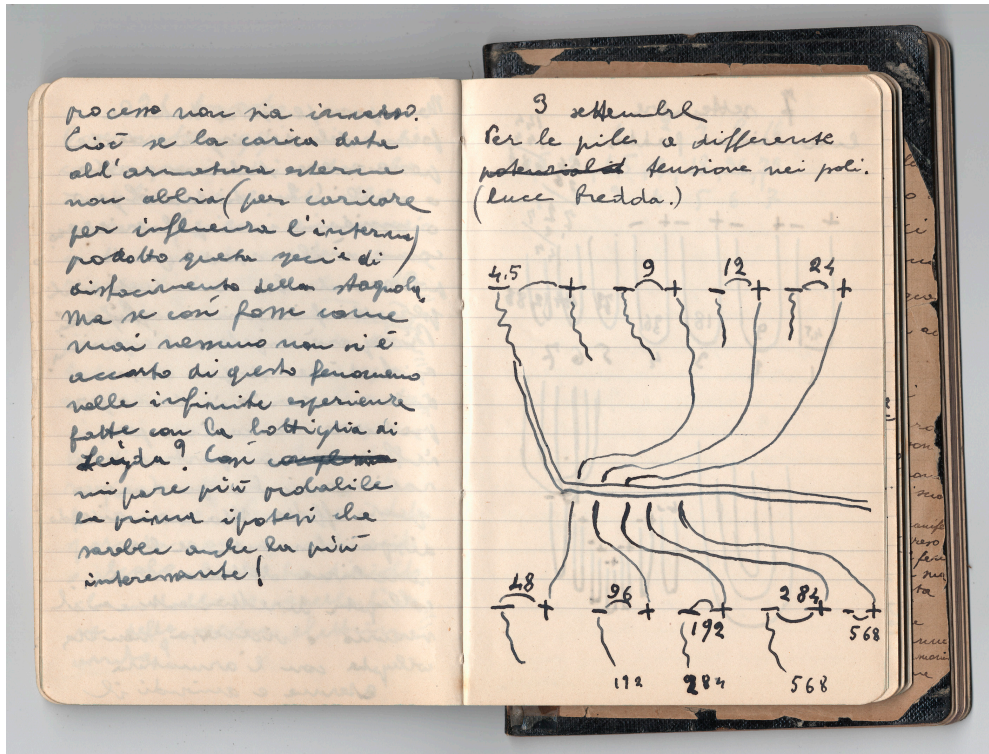 processo non sia inverso.
Cioè se la carica data
all'armatura esterna
non abbia (per caricare
per influenza l'interno)
prodotto questa specie di
disfacimento della stagnola,
Ma se così fosse come
mai nessuno non si è
accorto di questo fenomeno
nelle infinite esperienze
fatte con la bottiglia di
Leyda? Così
mi pare più probabile
la prima ipotesi che
sarebbe anche la più
interessante!
3 settembre
Per le pile a differente
potenziale tensione nei poli.
(luce fredda.)
4,5 9 12 24
- + - + - + - +
48 96 192 284 568
- + - + - + - + - +
192 284 568